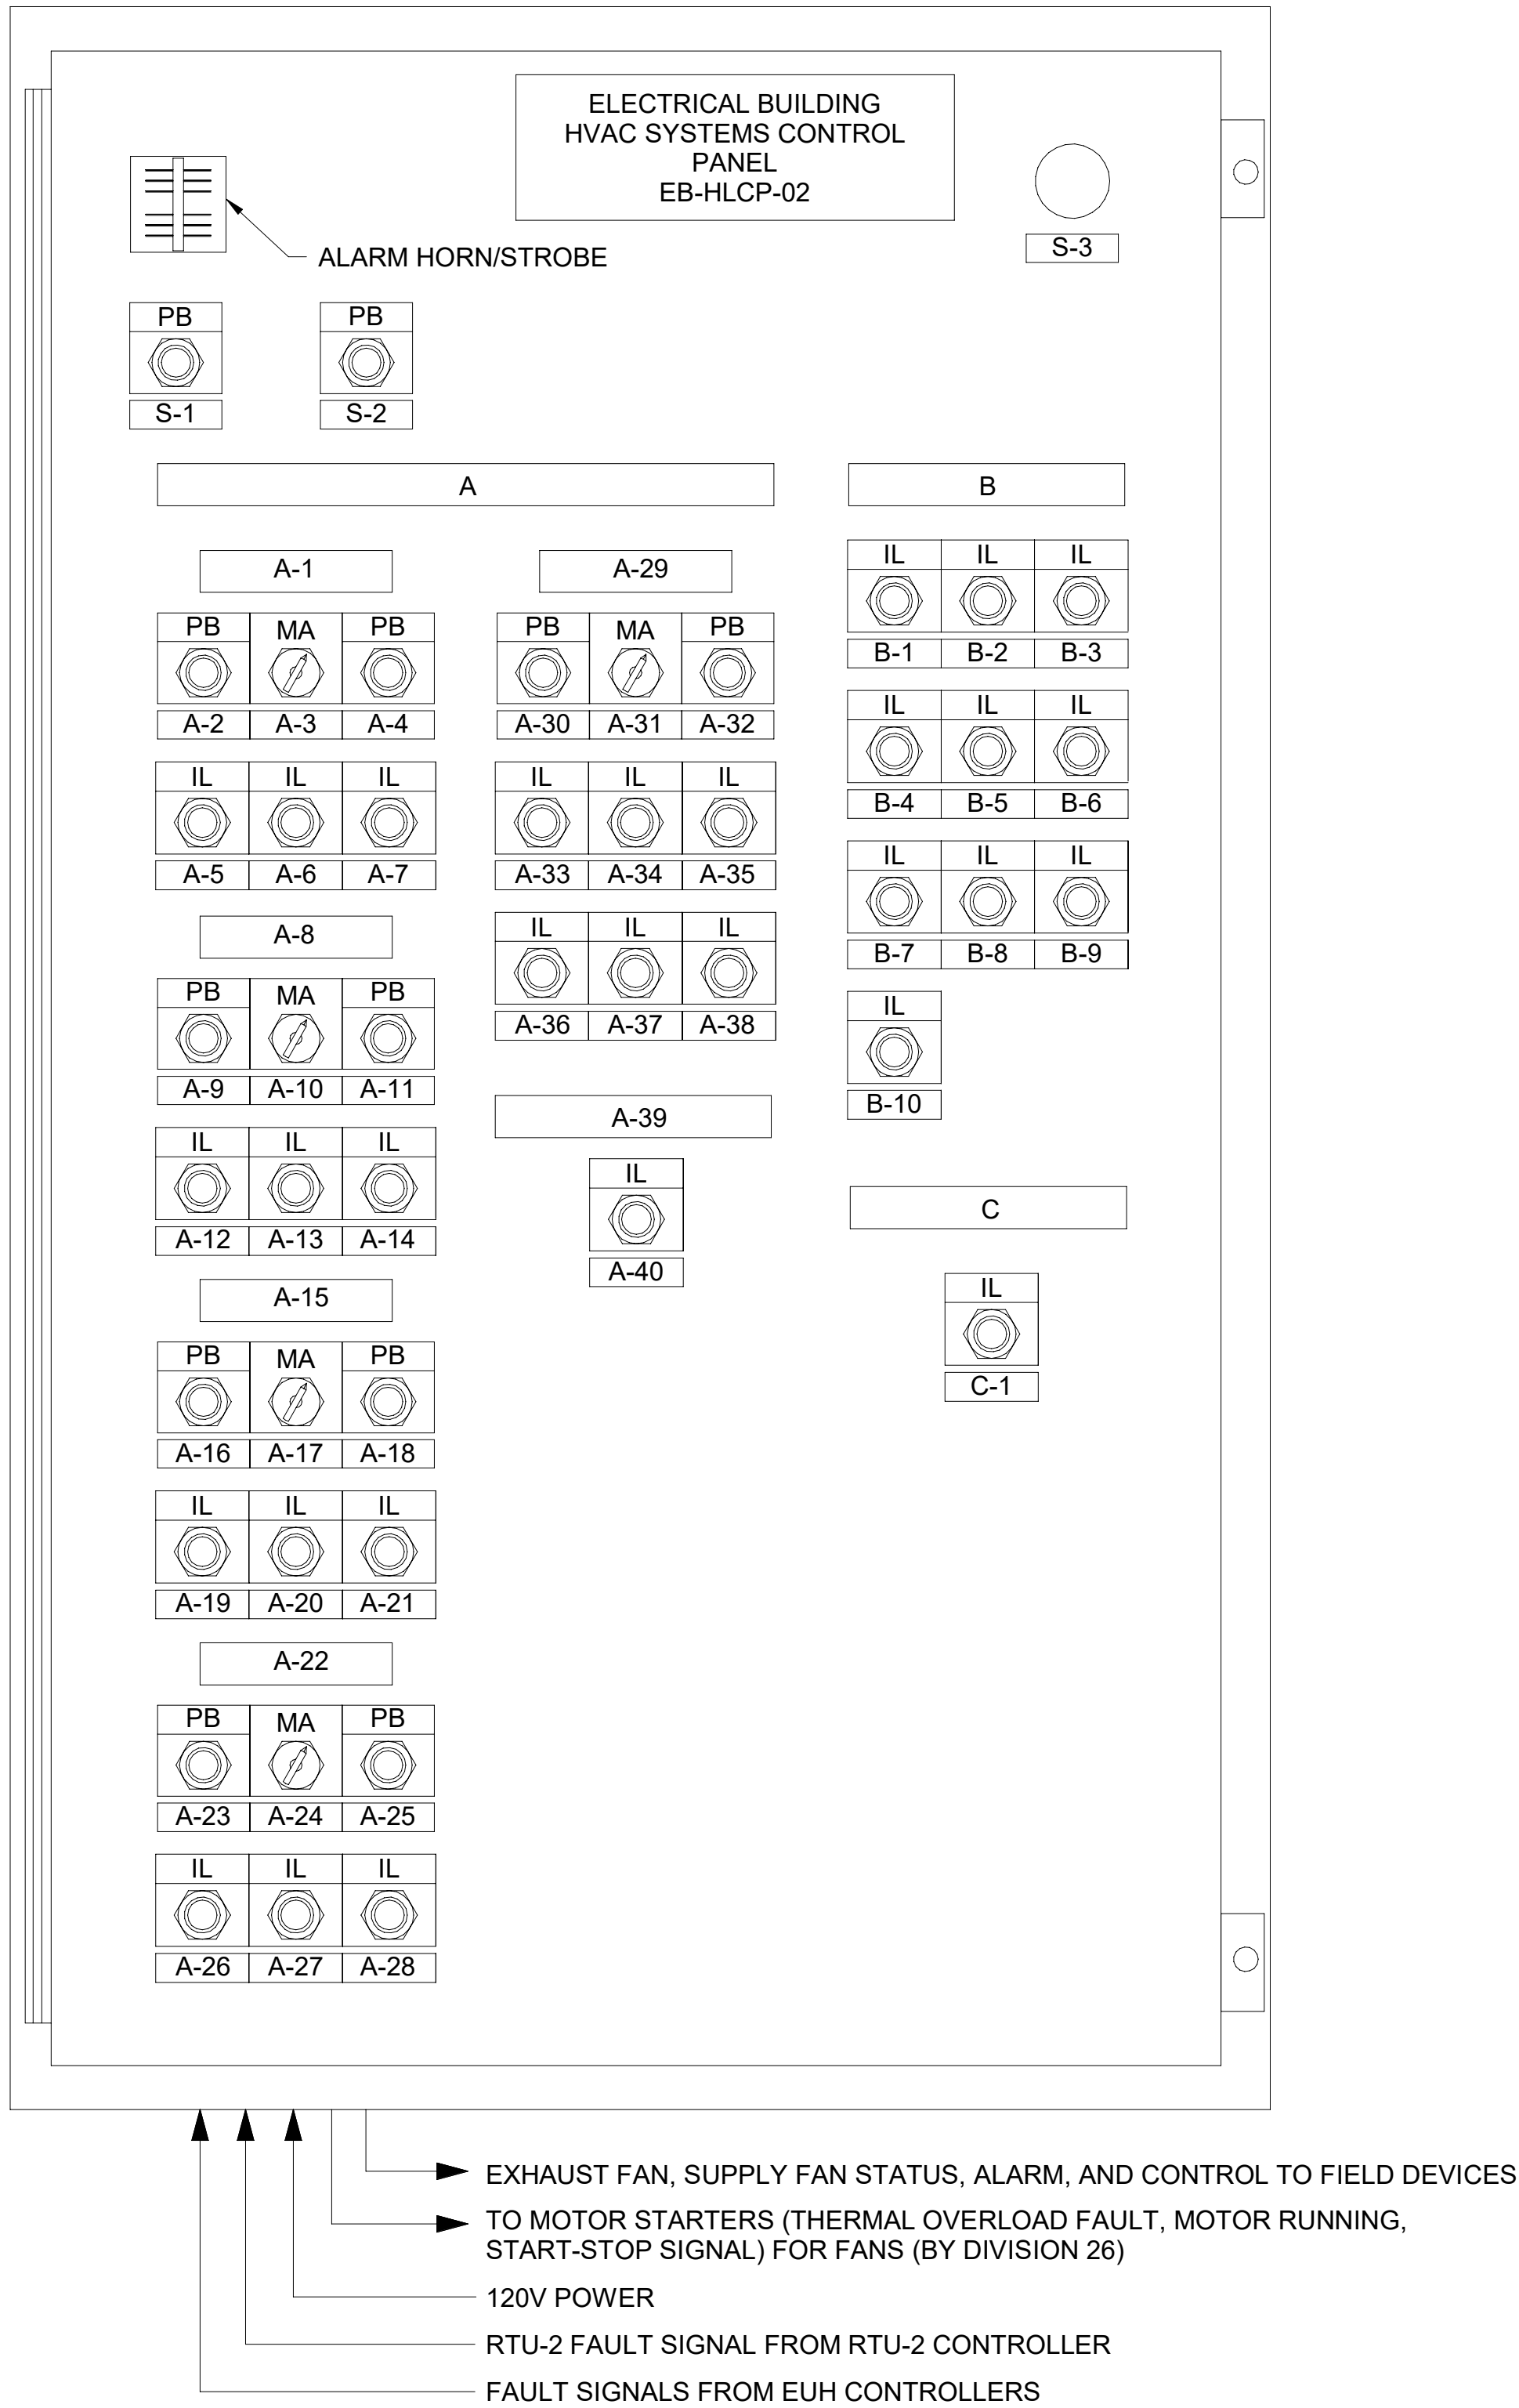 ELECTRICAL BUILDING
HVAC SYSTEMS CONTROL
PANEL
EB-HLCP-02
ALARM HORN/STROBE
S-3
PB PB
S-1 S-2
A B
A-1 A-29
IL IL IL
PB MA PB PB MA PB
B-1 B-2 B-3
IL IL IL
A-2 A-3 A-4 A-30 A-31 A-32
IL IL IL IL IL IL
B-4 B-5 B-6
IL IL IL
A-5 A-6 A-7 A-33 A-34 A-35
IL IL IL
A-8
B-7 B-8 B-9
PB MA PB
IL
A-36 A-37 A-38
A-9 A-10 A-11
B-10
A-39
IL IL IL
IL
C
A-12 A-13 A-14
A-40
IL
A-15
PB MA PB
C-1
A-16 A-17 A-18
IL IL IL
A-19 A-20 A-21
A-22
PB MA PB
A-23 A-24 A-25
IL IL IL
A-26 A-27 A-28
EXHAUST FAN, SUPPLY FAN STATUS, ALARM, AND CONTROL TO FIELD DEVICES
TO MOTOR STARTERS (THERMAL OVERLOAD FAULT, MOTOR RUNNING,
START-STOP SIGNAL) FOR FANS (BY DIVISION 26)
120V POWER
RTU-2 FAULT SIGNAL FROM RTU-2 CONTROLLER
FAULT SIGNALS FROM EUH CONTROLLERS